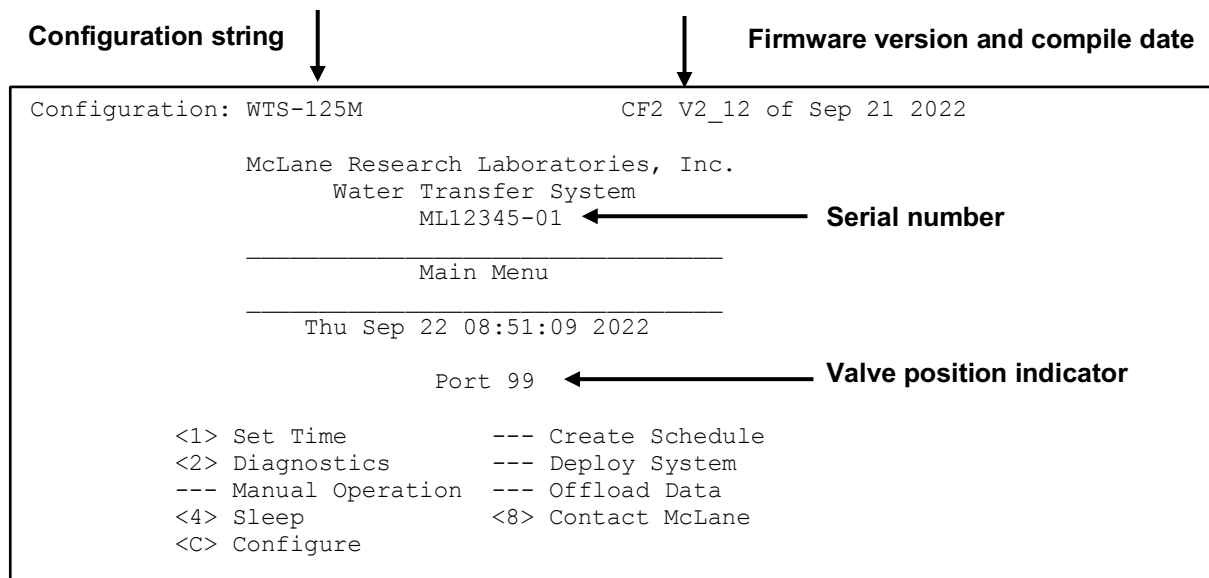 Configuration string
Firmware version and compile date
Configuration: WTS-125M CF2 V2_12 of Sep 21 2022
McLane Research Laboratories, Inc.
Water Transfer System
ML12345-01
Serial number
_________________________________
Main Menu
_________________________________
Thu Sep 22 08:51:09 2022
Port 99
Valve position indicator
<1> Set Time --- Create Schedule
<2> Diagnostics --- Deploy System
--- Manual Operation --- Offload Data
<4> Sleep <8> Contact McLane
<C> Configure